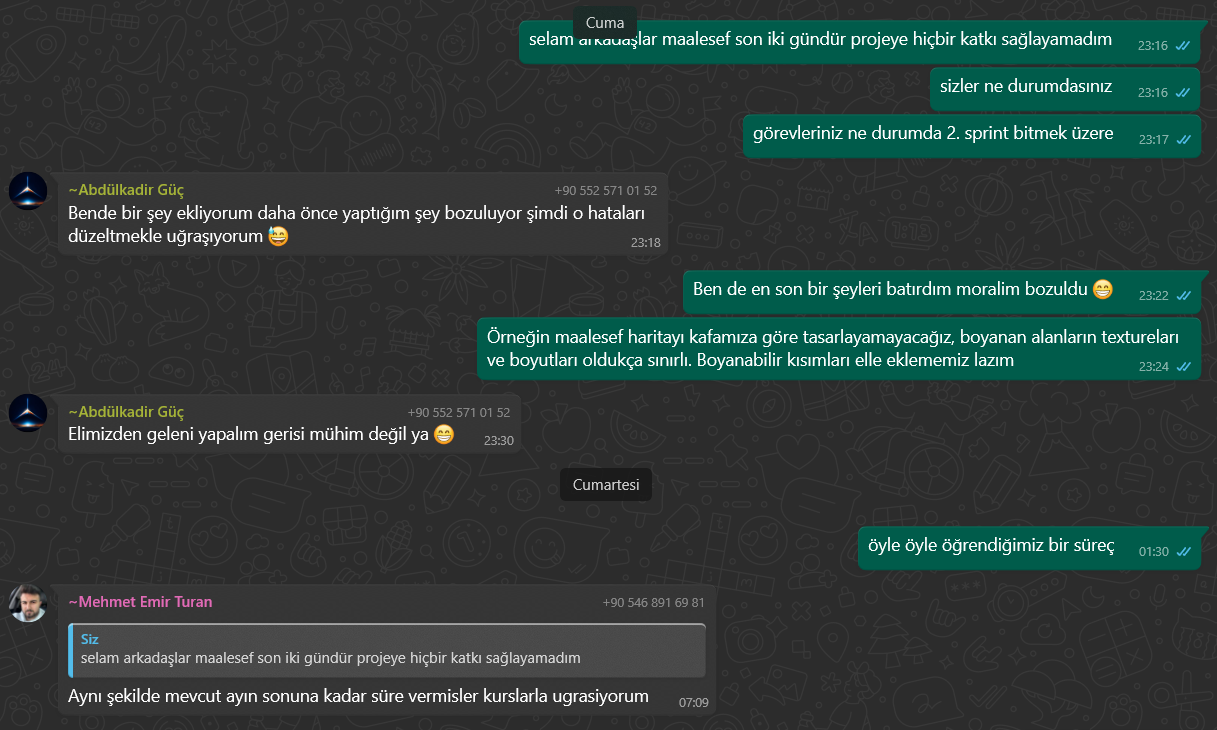 Cuma
selam arkadaşlar maalesef son iki gündür projeye hiçbir katkı sağlayamadım
23:16
sizler ne durumdasınız
23:16
görevleriniz ne durumda 2. sprint bitmek üzere
23:17
~Abdülkadir Güç
+90 552 571 01 52
Bende bir şey ekliyorum daha önce yaptığım şey bozuluyor şimdi o hataları
düzeltmekle uğraşıyorum 😅
23:18
Ben de en son bir şeyleri batırdım moralim bozuldu 😁
23:22
Örneğin maalesef haritayı kafamıza göre tasarlayamayacağız, boyanan alanların textureları
ve boyutları oldukça sınırlı. Boyanabilir kısımları elle eklememiz lazım
23:24
~Abdülkadir Güç
+90 552 571 01 52
Elimizden geleni yapalım gerisi mühim değil ya 😁
23:30
Cumartesi
öyle öyle öğrendiğimiz bir süreç
01:30
~Mehmet Emir Turan
+90 546 891 69 81
Siz
selam arkadaşlar maalesef son iki gündür projeye hiçbir katkı sağlayamadım
Aynı şekilde mevcut ayın sonuna kadar süre vermisler kurslarla ugrasiyorum
07:09